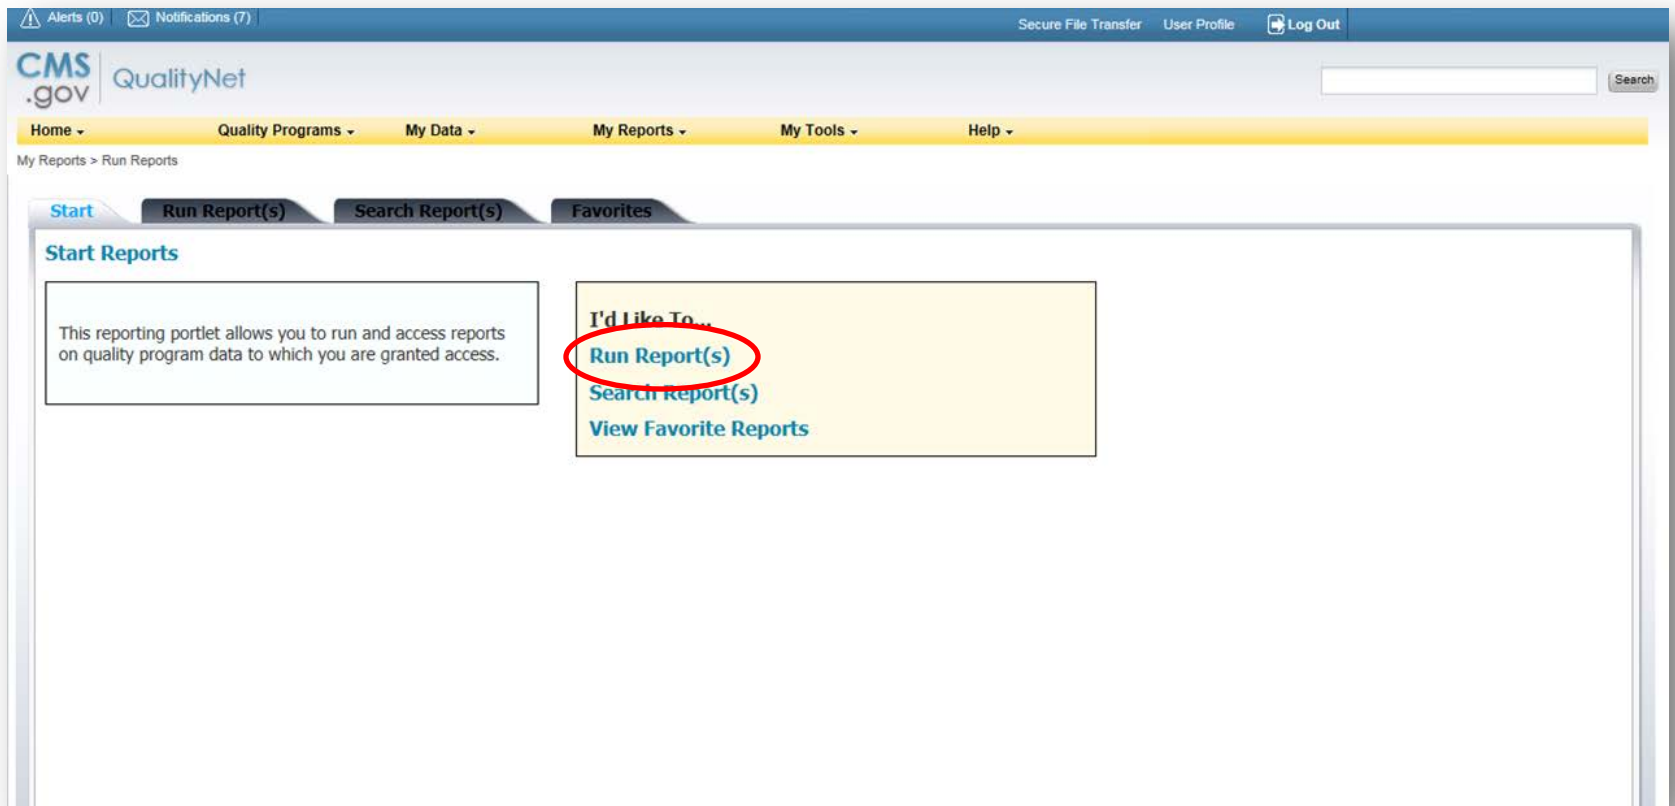 Alerts (0) Notifications (7) Secure File Transfer User Profile Log Out
CMS .gov QualityNet Search
Home Quality Programs My Data My Reports My Tools Help
My Reports > Run Reports
Start Run Report(s) Search Report(s) Favorites
Start Reports
This reporting portlet allows you to run and access reports
on quality program data to which you are granted access.
I'd Like To...
Run Report(s)
Search Report(s)
View Favorite Reports